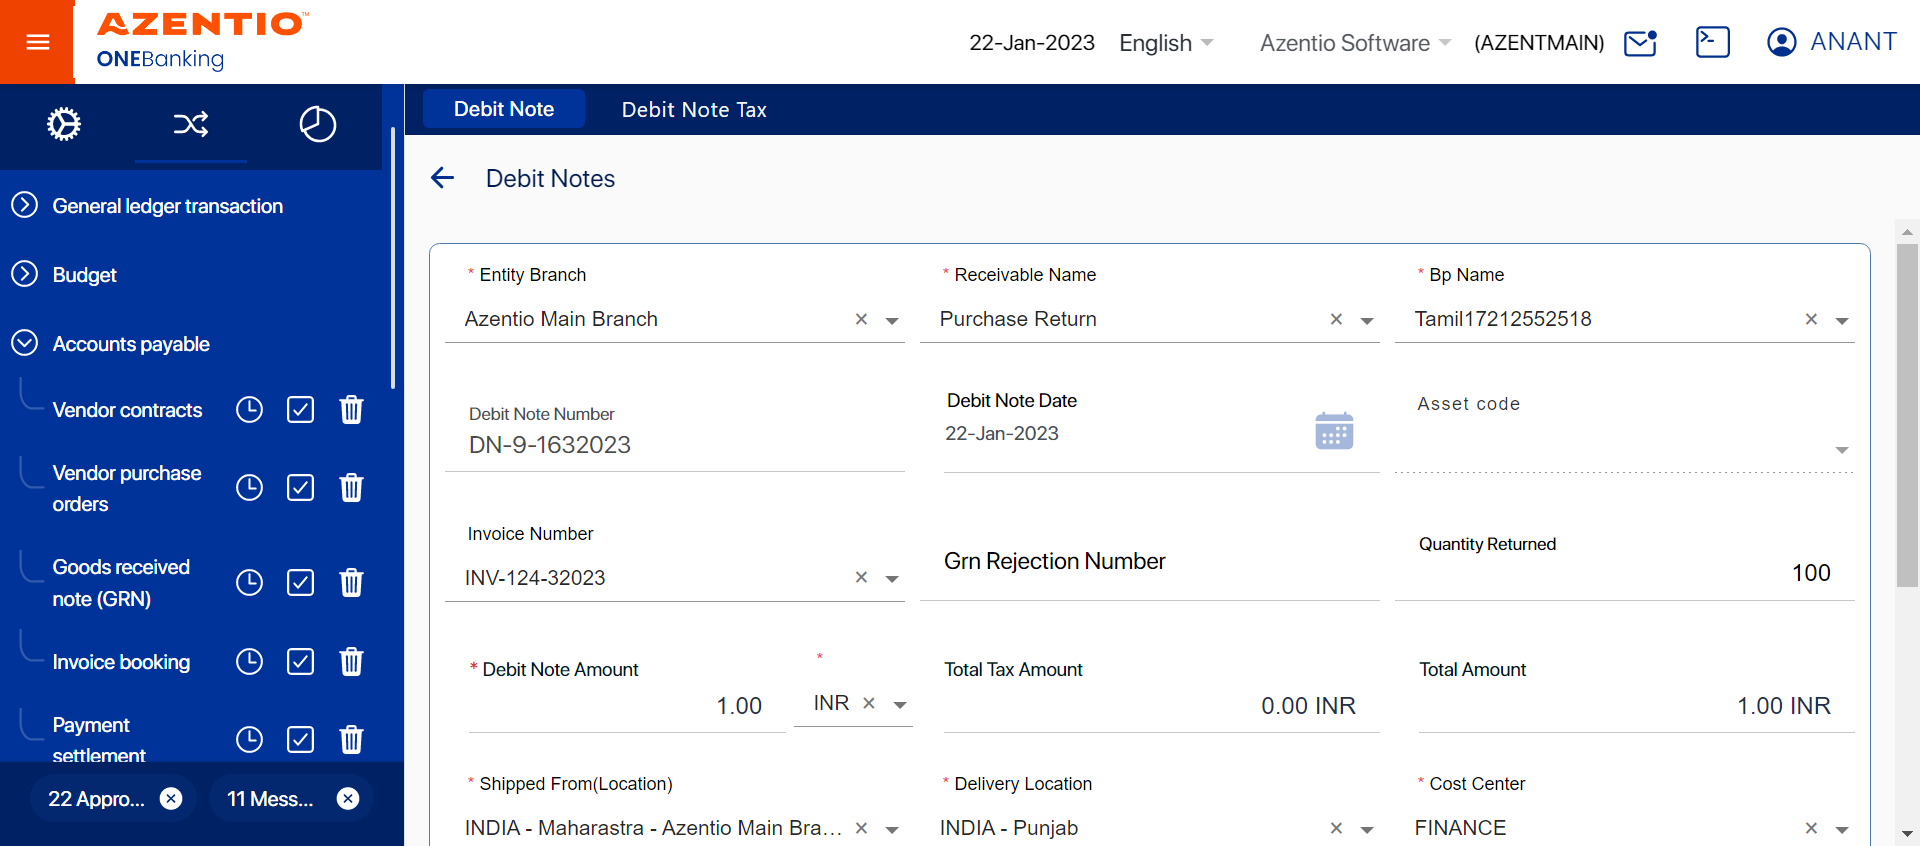 AZENTIO™
ONEBanking
22-Jan-2023 English Azentio Software (AZENTMAIN) ANANT
Debit Note Debit Note Tax
General ledger transaction
Budget
Accounts payable
Vendor contracts
Vendor purchase
orders
Goods received
note (GRN)
Invoice booking
Payment
settlement
22 Appro... 11 Mess...
Debit Notes
* Entity Branch * Receivable Name * Bp Name
Azentio Main Branch Purchase Return Tamil17212552518
Debit Note Number Debit Note Date Asset code
DN-9-1632023 22-Jan-2023
Invoice Number Grn Rejection Number Quantity Returned
INV-124-32023 100
* Debit Note Amount * Total Tax Amount Total Amount
1.00 INR 0.00 INR 1.00 INR
* Shipped From(Location) * Delivery Location * Cost Center
INDIA - Maharastra - Azentio Main Bra... INDIA - Punjab FINANCE